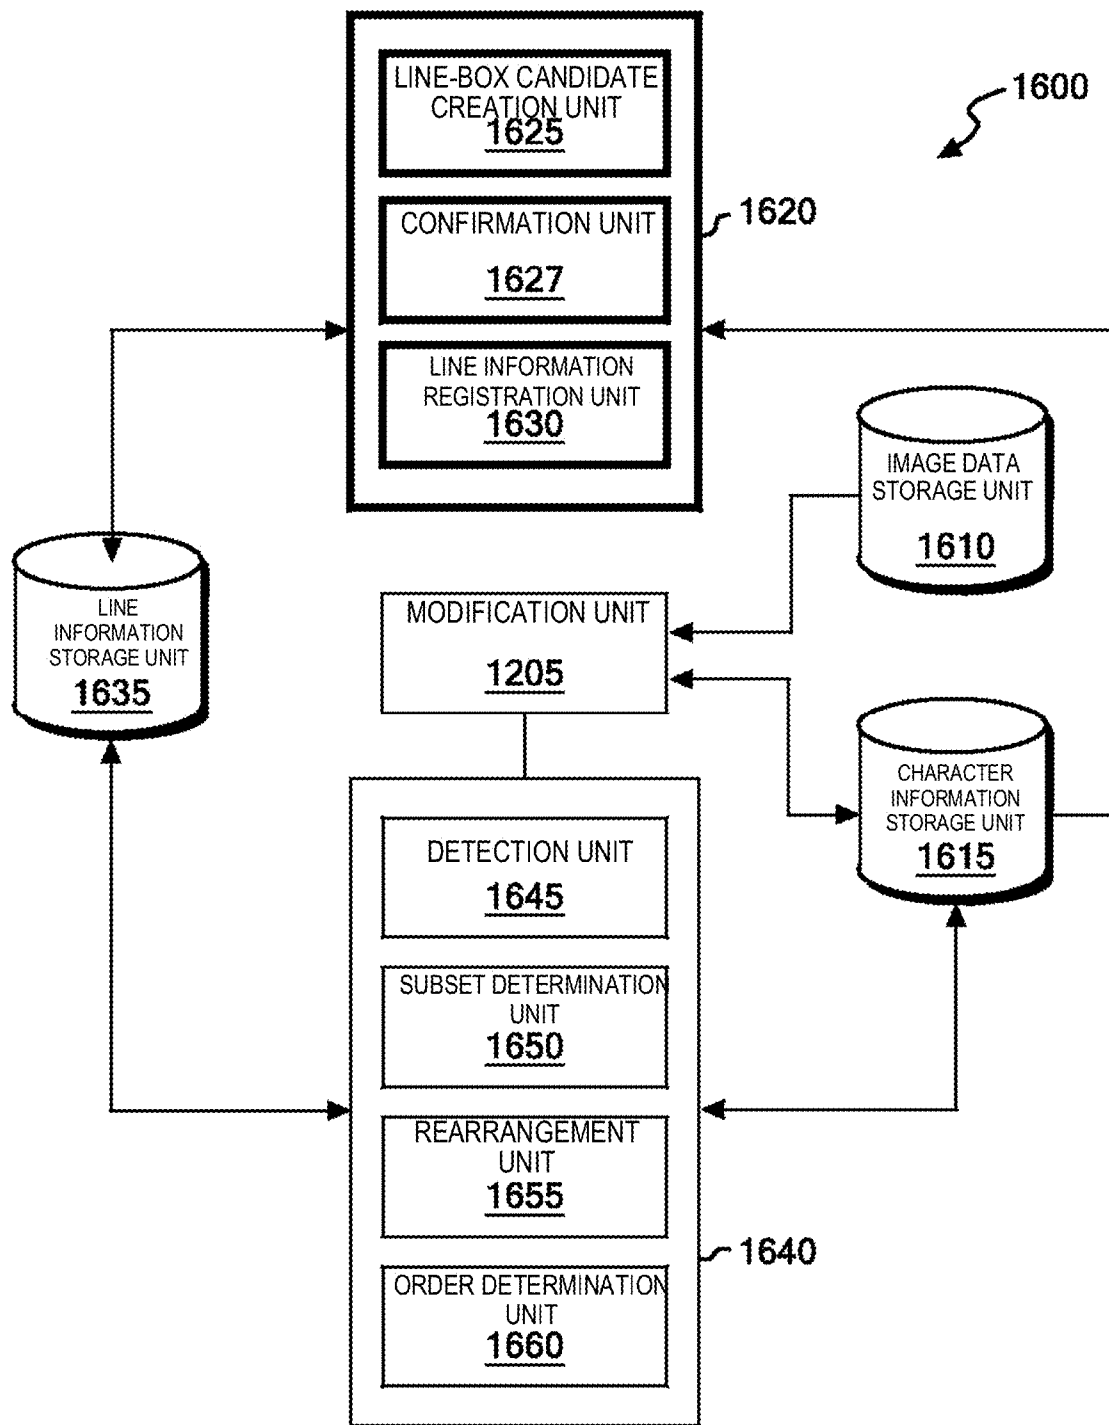 LINE-BOX CANDIDATE
CREATION UNIT
1625
1600
CONFIRMATION UNIT
1627
1620
LINE INFORMATION
REGISTRATION UNIT
1630
IMAGE DATA
STORAGE UNIT
1610
LINE
INFORMATION
STORAGE UNIT
1635
MODIFICATION UNIT
1205
CHARACTER
INFORMATION
STORAGE UNIT
1615
DETECTION UNIT
1645
SUBSET DETERMINATION
UNIT
1650
REARRANGEMENT
UNIT
1655
1640
ORDER DETERMINATION
UNIT
1660